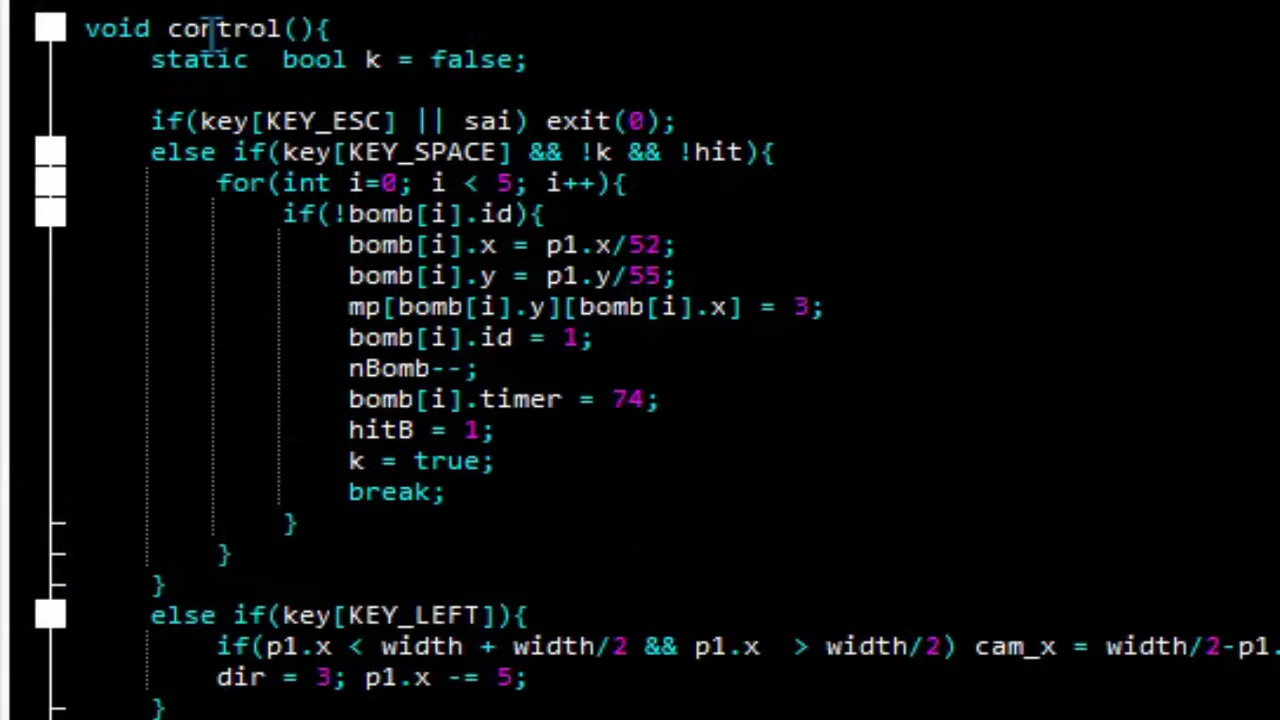 void control(){
static  bool k = false;
if(key[KEY_ESC] || sai) exit(0);
else if(key[KEY_SPACE] && !k && !hit){
for(int i=0; i < 5; i++){
if(!bomb[i].id){
bomb[i].x = p1.x/52;
bomb[i].y = p1.y/55;
mp[bomb[i].y][bomb[i].x] = 3;
bomb[i].id = 1;
nBomb--;
bomb[i].timer = 74;
hitB = 1;
k = true;
break;
}
}
}
else if(key[KEY_LEFT]){
if(p1.x < width + width/2 && p1.x  > width/2) cam_x = width/2-p1.
dir = 3; p1.x -= 5;
}